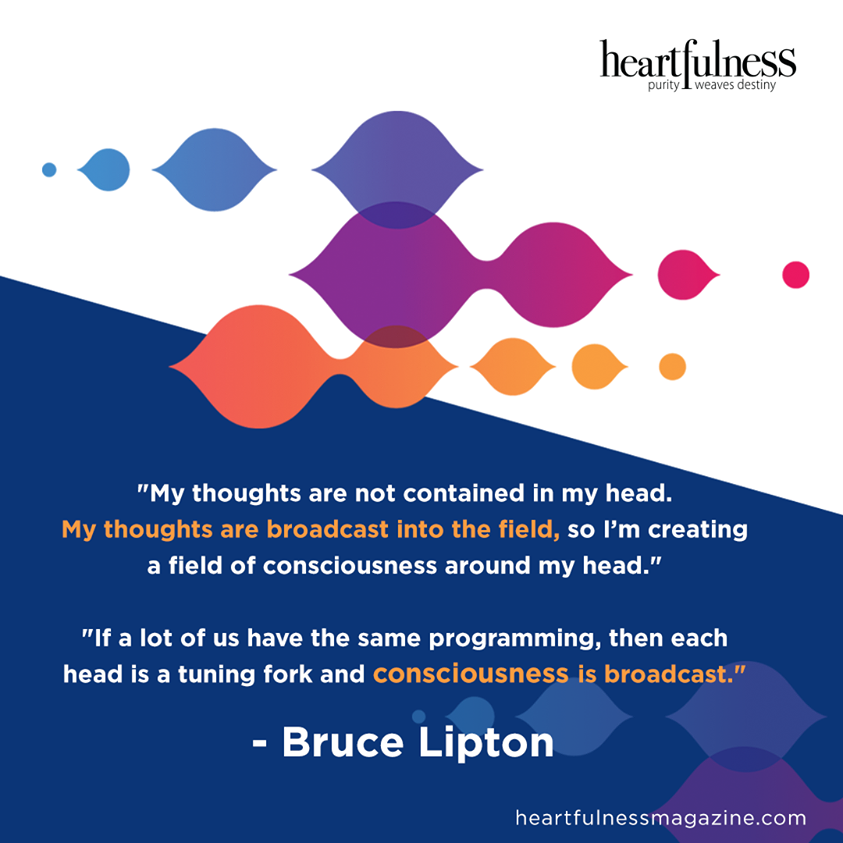 heartfulness
purity weaves destiny
"My thoughts are not contained in my head.
My thoughts are broadcast into the field, so I’m creating
a field of consciousness around my head."
"If a lot of us have the same programming, then each
head is a tuning fork and consciousness is broadcast."
- Bruce Lipton
heartfulnessmagazine.com